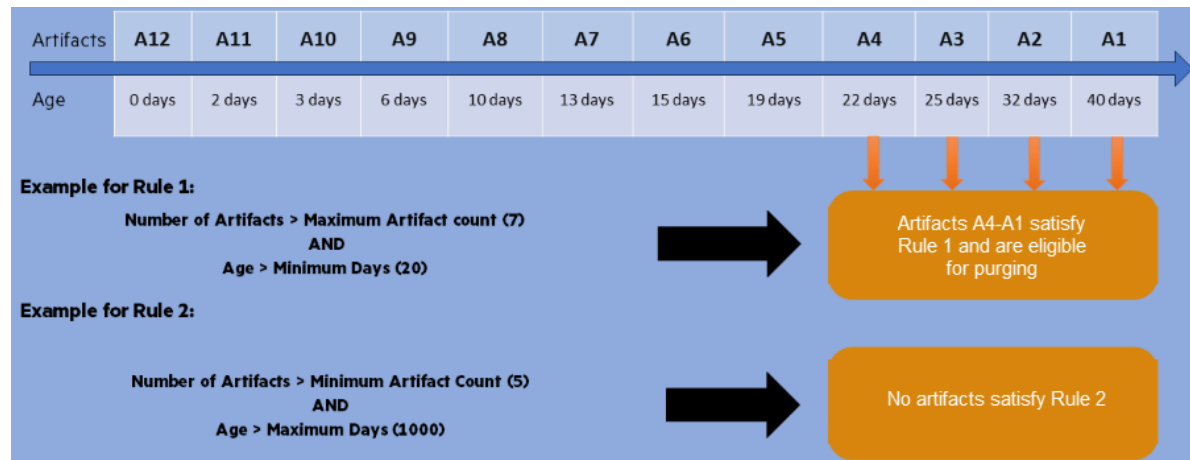 Artifacts A12 A11 A10 A9 A8 A7 A6 A5 A4 A3 A2 A1
Age 0 days 2 days 3 days 6 days 10 days 13 days 15 days 19 days 22 days 25 days 32 days 40 days
Example for Rule 1:
Number of Artifacts > Maximum Artifact count (7)
AND
Age > Minimum Days (20)
Artifacts A4-A1 satisfy
Rule 1 and are eligible
for purging
Example for Rule 2:
Number of Artifacts > Minimum Artifact Count (5)
AND
Age > Maximum Days (1000)
No artifacts satisfy Rule 2